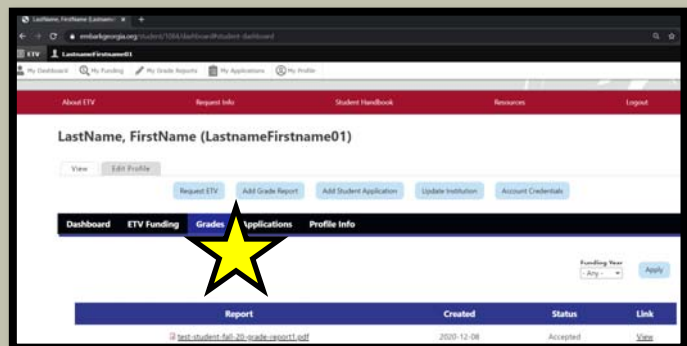 LastName, FirstName (Lastname
embarkgeorgia.org/student/1084/dashboard#student-dashboard
ETV LastnameFirstname01
My Dashboard My Funding My Grade Reports My Applications My Profile
About ETV Request Info Student Handbook Resources Logout
LastName, FirstName (LastnameFirstname01)
View Edit Profile
Request ETV Add Grade Report Add Student Application Update Institution Account Credentials
Dashboard ETV Funding Grades Applications Profile Info
Funding Year
- Any - Apply
Report Created Status Link
test-student-fall-20-grade-report1.pdf 2020-12-08 Accepted View